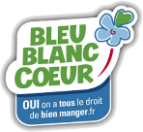 BLEU
BLANC
COEUR
OUI on a tous le droit
de bien manger.fr